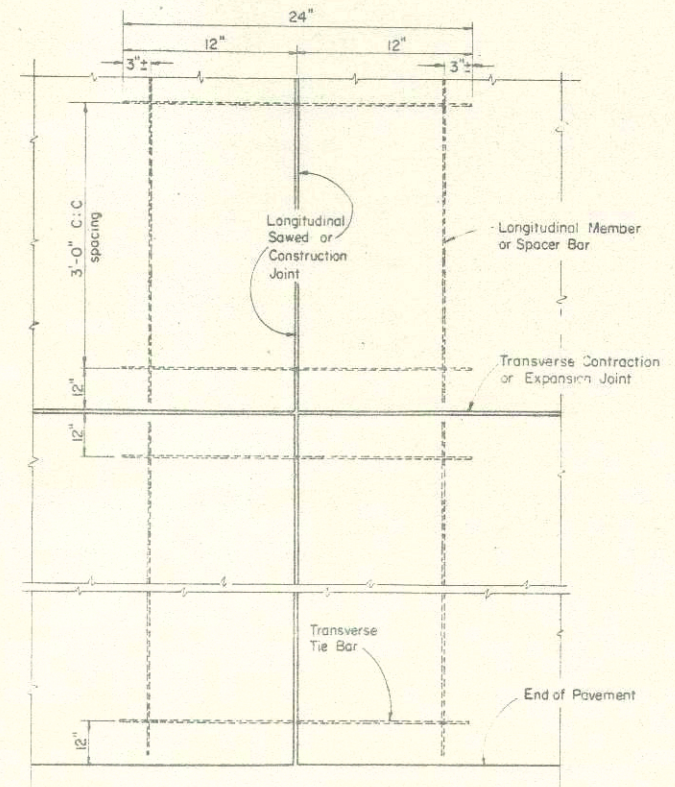 24"
12" 12"
3"± 3"±
3'-0" C:C
spacing
Longitudinal
Sawed or
Construction
Joint
Longitudinal Member
or Spacer Bar
Transverse Contraction
or Expansion Joint
12"
12"
Transverse
Tie Bar
End of Pavement
12"